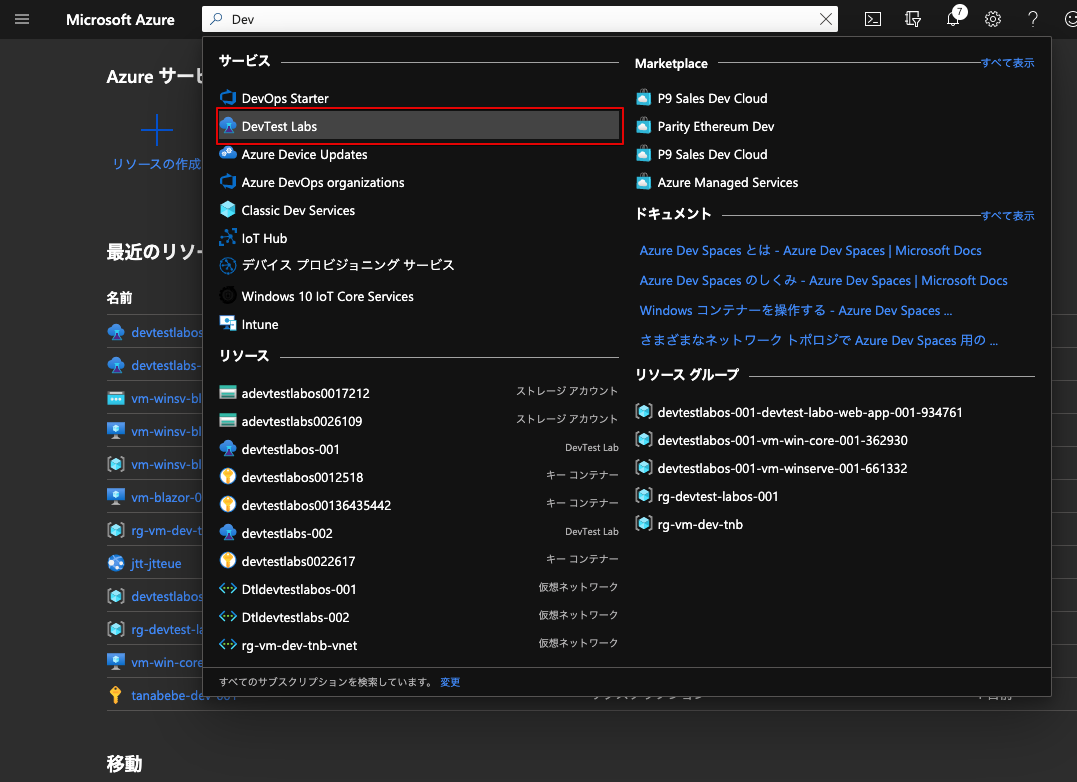 Microsoft Azure
Dev
7
Azure サービ
リソースの作成
最近のリソー
名前
devtestlabos
devtestlabs-
vm-winsv-bl
vm-winsv-bl
vm-winsv-bl
vm-blazor-0
rg-vm-dev-t
jtt-jtteue
devtestlabos
rg-devtest-la
vm-win-core
tanabebe-dev-001
移動
サービス
DevOps Starter
DevTest Labs
Azure Device Updates
Azure DevOps organizations
Classic Dev Services
IoT Hub
デバイス プロビジョニング サービス
Windows 10 IoT Core Services
Intune
リソース
adevtestlabos0017212 ストレージ アカウント
adevtestlabs0026109 ストレージ アカウント
devtestlabos-001 DevTest Lab
devtestlabos0012518 キー コンテナー
devtestlabos00136435442 キー コンテナー
devtestlabs-002 DevTest Lab
devtestlabs0022617 キー コンテナー
Dtldevtestlabos-001 仮想ネットワーク
Dtldevtestlabs-002 仮想ネットワーク
rg-vm-dev-tnb-vnet 仮想ネットワーク
Marketplace すべて表示
P9 Sales Dev Cloud
Parity Ethereum Dev
P9 Sales Dev Cloud
Azure Managed Services
ドキュメント すべて表示
Azure Dev Spaces とは - Azure Dev Spaces | Microsoft Docs
Azure Dev Spaces のしくみ - Azure Dev Spaces | Microsoft Docs
Windows コンテナーを操作する - Azure Dev Spaces ...
さまざまなネットワーク トポロジで Azure Dev Spaces 用の ...
リソース グループ
devtestlabos-001-devtest-labo-web-app-001-934761
devtestlabos-001-vm-win-core-001-362930
devtestlabos-001-vm-winserve-001-661332
rg-devtest-labos-001
rg-vm-dev-tnb
すべてのサブスクリプションを検索しています。 変更